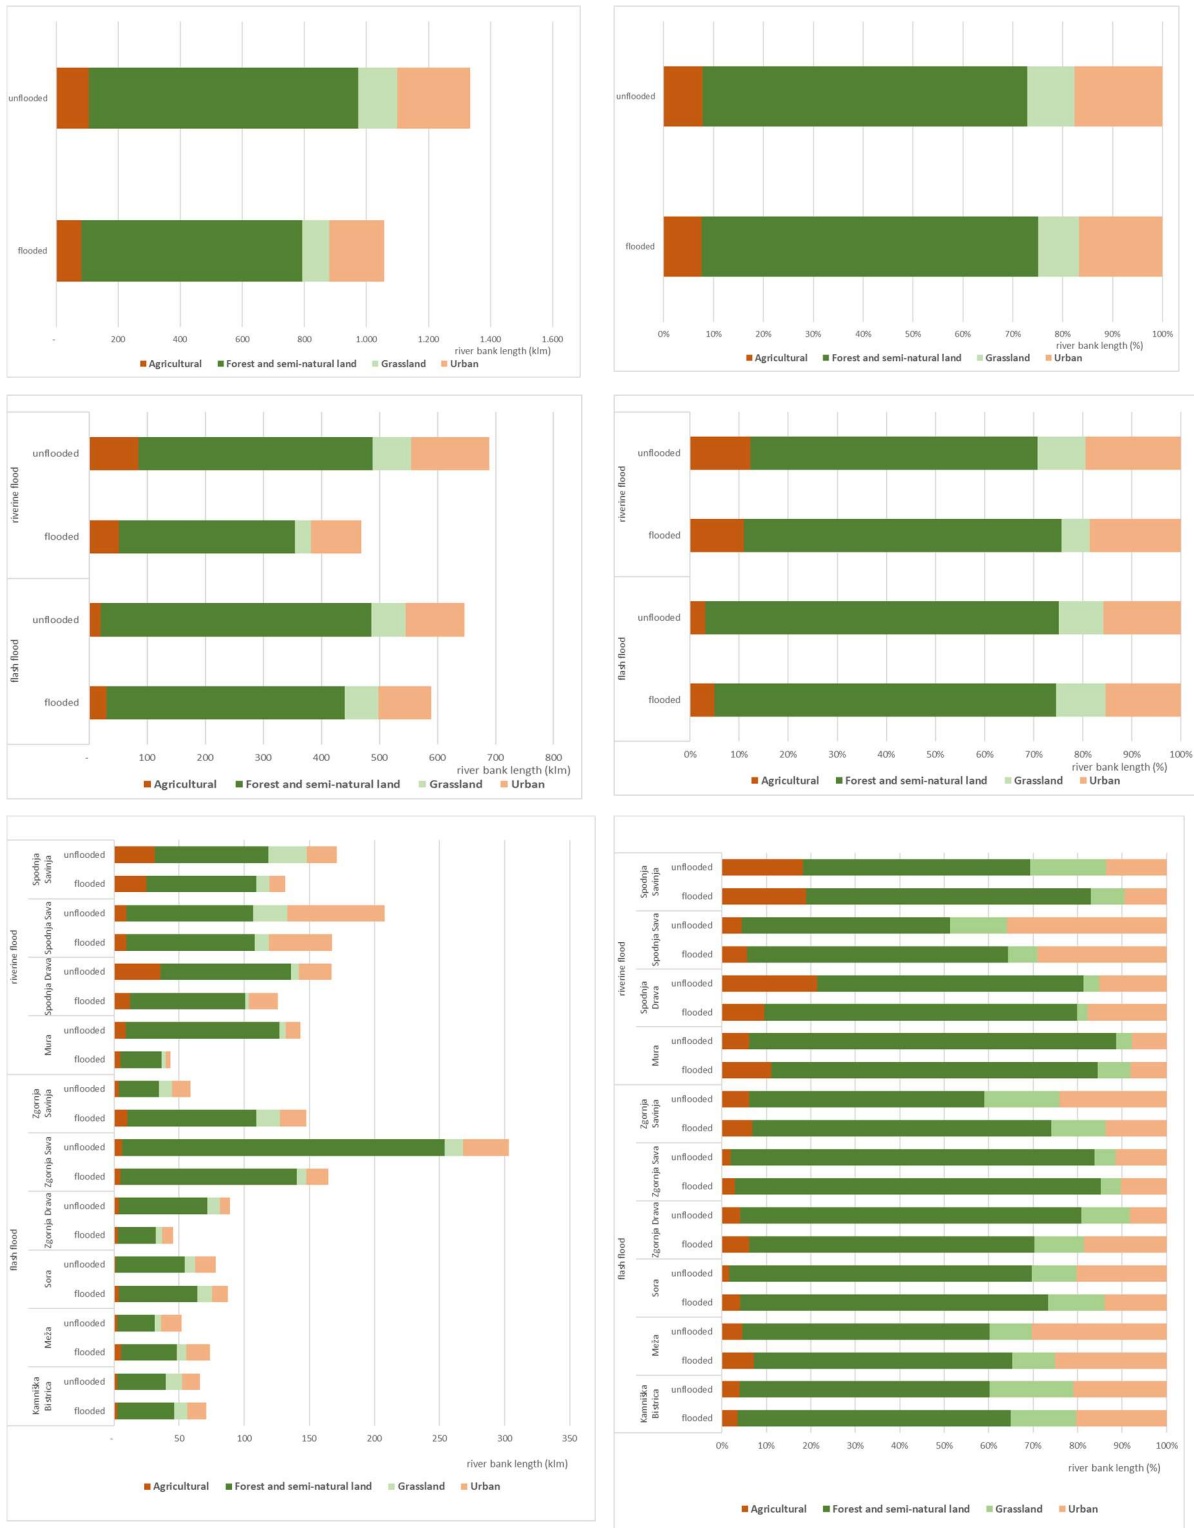 unflooded
flooded
- 200 400 600 800 1.000 1.200 1.400 1.600
river bank length (klm)
Agricultural Forest and semi-natural land Grassland Urban
unflooded
flooded
0% 10% 20% 30% 40% 50% 60% 70% 80% 90% 100%
river bank length (%)
Agricultural Forest and semi-natural land Grassland Urban
riverine flood
unflooded
flooded
flash flood
unflooded
flooded
- 100 200 300 400 500 600 700 800
river bank length (klm)
Agricultural Forest and semi-natural land Grassland Urban
riverine flood
unflooded
flooded
flash flood
unflooded
flooded
0% 10% 20% 30% 40% 50% 60% 70% 80% 90% 100%
river bank length (%)
Agricultural Forest and semi-natural land Grassland Urban
riverine flood
Spodnja
Savinja
unflooded
flooded
Spodnja Sava
unflooded
flooded
Spodnja Drava
unflooded
flooded
Mura
unflooded
flooded
flash flood
Zgornja
Savinja
unflooded
flooded
Zgornja Sava
unflooded
flooded
Zgornja Drava
unflooded
flooded
Sora
unflooded
flooded
Meža
unflooded
flooded
Kamniška
Bistrica
unflooded
flooded
- 50 100 150 200 250 300 350
river bank length (klm)
Agricultural Forest and semi-natural land Grassland Urban
riverine flood
Spodnja
Savinja
unflooded
flooded
Spodnja Sava
unflooded
flooded
Spodnja
Drava
unflooded
flooded
Mura
unflooded
flooded
flash flood
Zgornja
Savinja
unflooded
flooded
Zgornja Sava
unflooded
flooded
Zgornja Drava
unflooded
flooded
Sora
unflooded
flooded
Meža
unflooded
flooded
Kamniška
Bistrica
unflooded
flooded
0% 10% 20% 30% 40% 50% 60% 70% 80% 90% 100%
river bank length (%)
Agricultural Forest and semi-natural land Grassland Urban